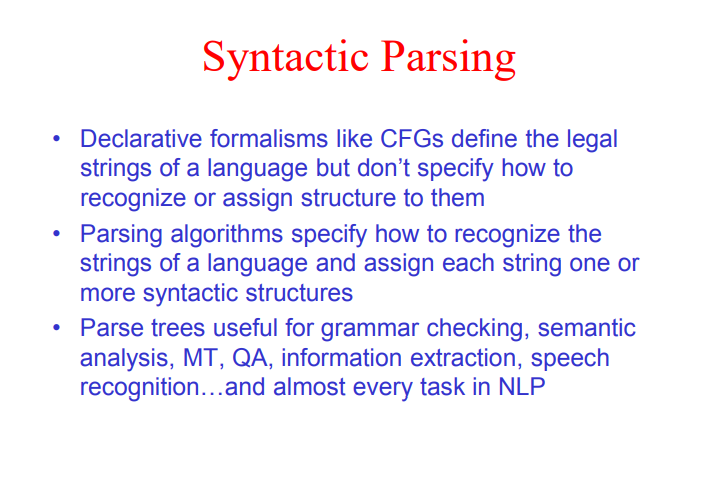 Syntactic Parsing
• Declarative formalisms like CFGs define the legal
strings of a language but don’t specify how to
recognize or assign structure to them
• Parsing algorithms specify how to recognize the
strings of a language and assign each string one or
more syntactic structures
• Parse trees useful for grammar checking, semantic
analysis, MT, QA, information extraction, speech
recognition…and almost every task in NLP